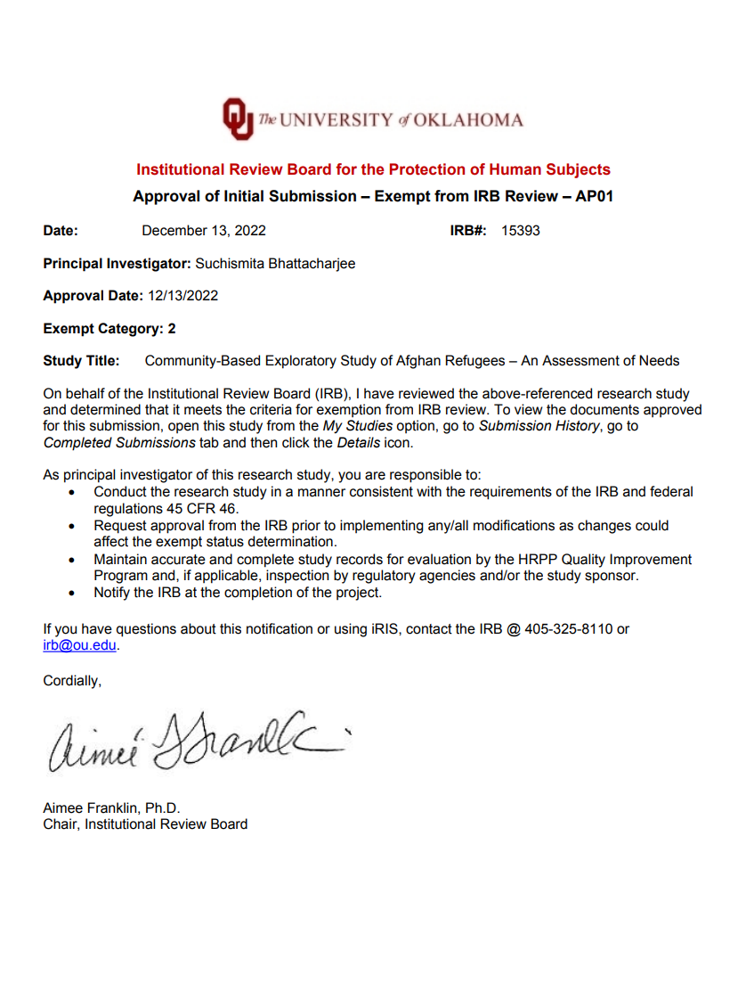 The UNIVERSITY of OKLAHOMA
Institutional Review Board for the Protection of Human Subjects
Approval of Initial Submission – Exempt from IRB Review – AP01
Date: December 13, 2022 IRB#: 15393
Principal Investigator: Suchismita Bhattacharjee
Approval Date: 12/13/2022
Exempt Category: 2
Study Title: Community-Based Exploratory Study of Afghan Refugees – An Assessment of Needs
On behalf of the Institutional Review Board (IRB), I have reviewed the above-referenced research study
and determined that it meets the criteria for exemption from IRB review. To view the documents approved
for this submission, open this study from the My Studies option, go to Submission History, go to
Completed Submissions tab and then click the Details icon.
As principal investigator of this research study, you are responsible to:
• Conduct the research study in a manner consistent with the requirements of the IRB and federal
regulations 45 CFR 46.
• Request approval from the IRB prior to implementing any/all modifications as changes could
affect the exempt status determination.
• Maintain accurate and complete study records for evaluation by the HRPP Quality Improvement
Program and, if applicable, inspection by regulatory agencies and/or the study sponsor.
• Notify the IRB at the completion of the project.
If you have questions about this notification or using iRIS, contact the IRB @ 405-325-8110 or
irb@ou.edu.
Cordially,
Aimeé Franklin
Aimee Franklin, Ph.D.
Chair, Institutional Review Board